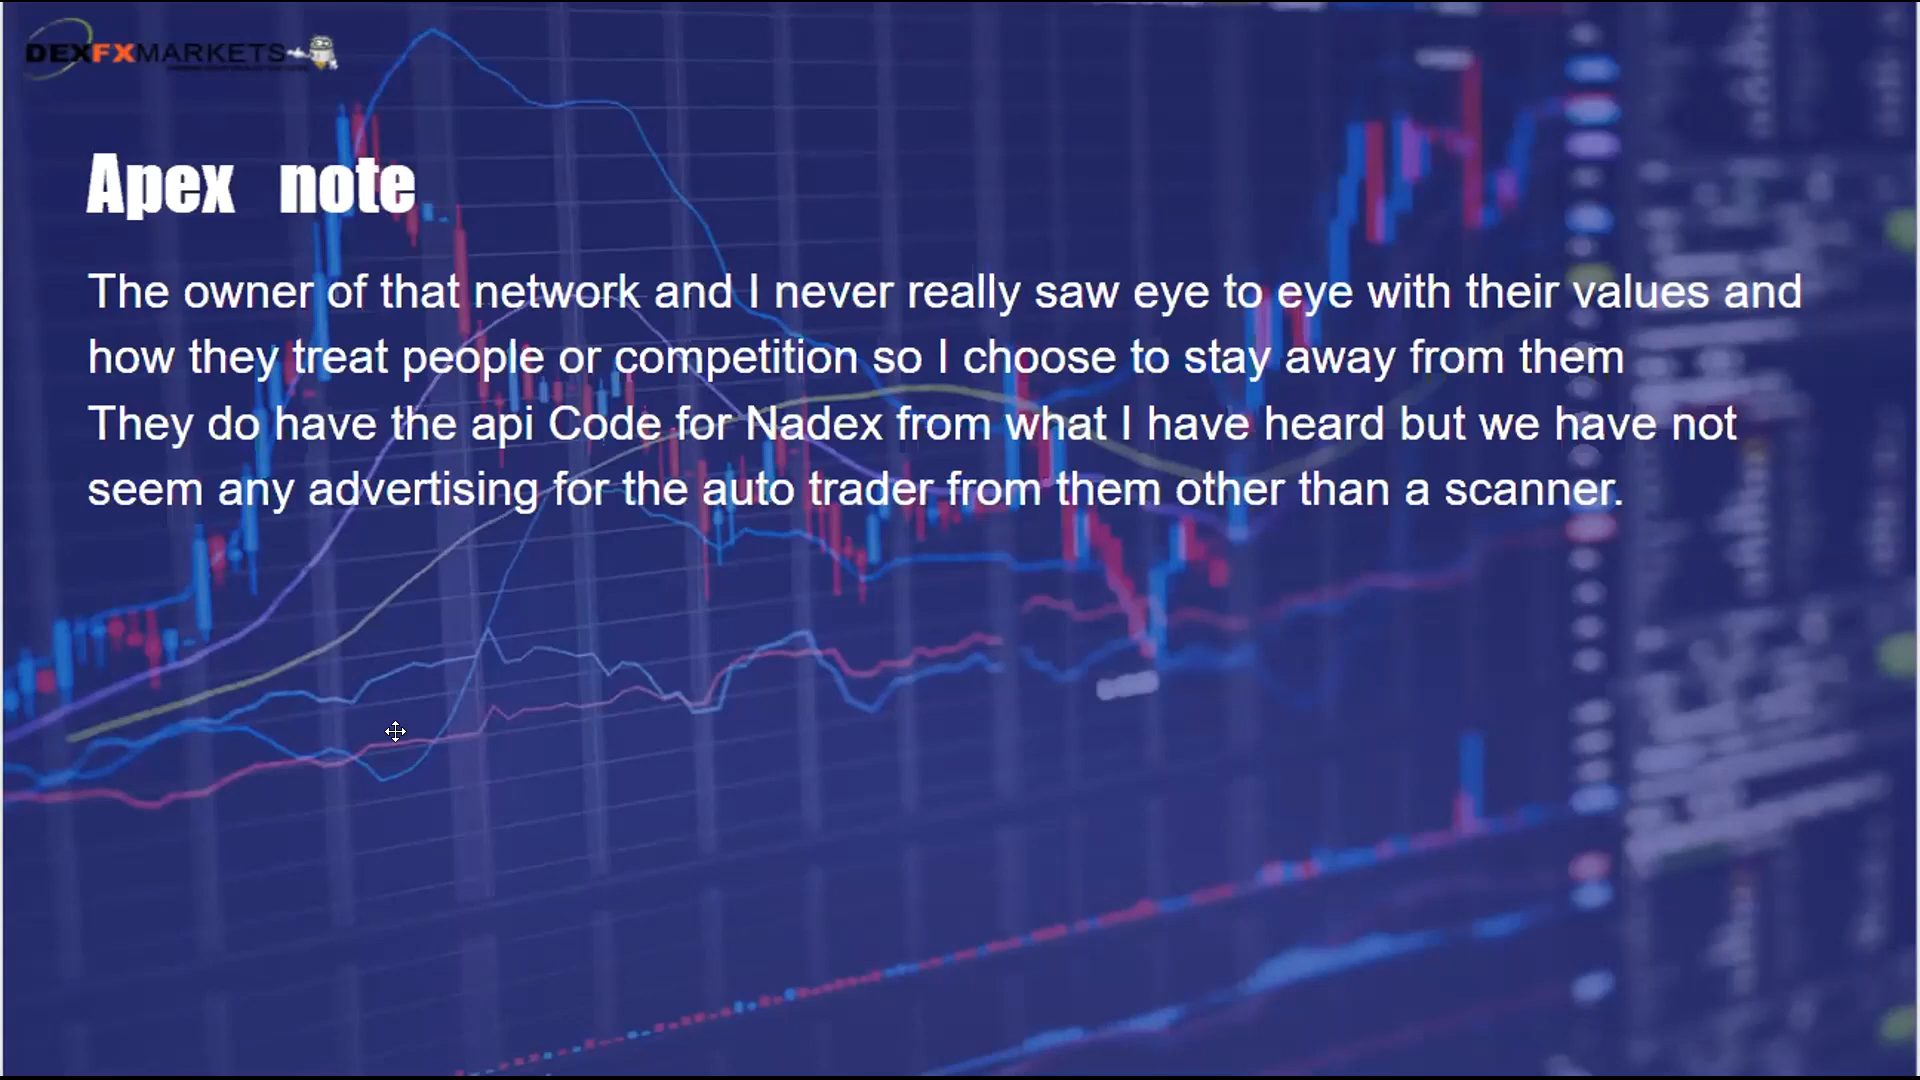 DEXFXMARKETS
Apex note
The owner of that network and I never really saw eye to eye with their values and
how they treat people or competition so I choose to stay away from them
They do have the api Code for Nadex from what I have heard but we have not
seem any advertising for the auto trader from them other than a scanner.